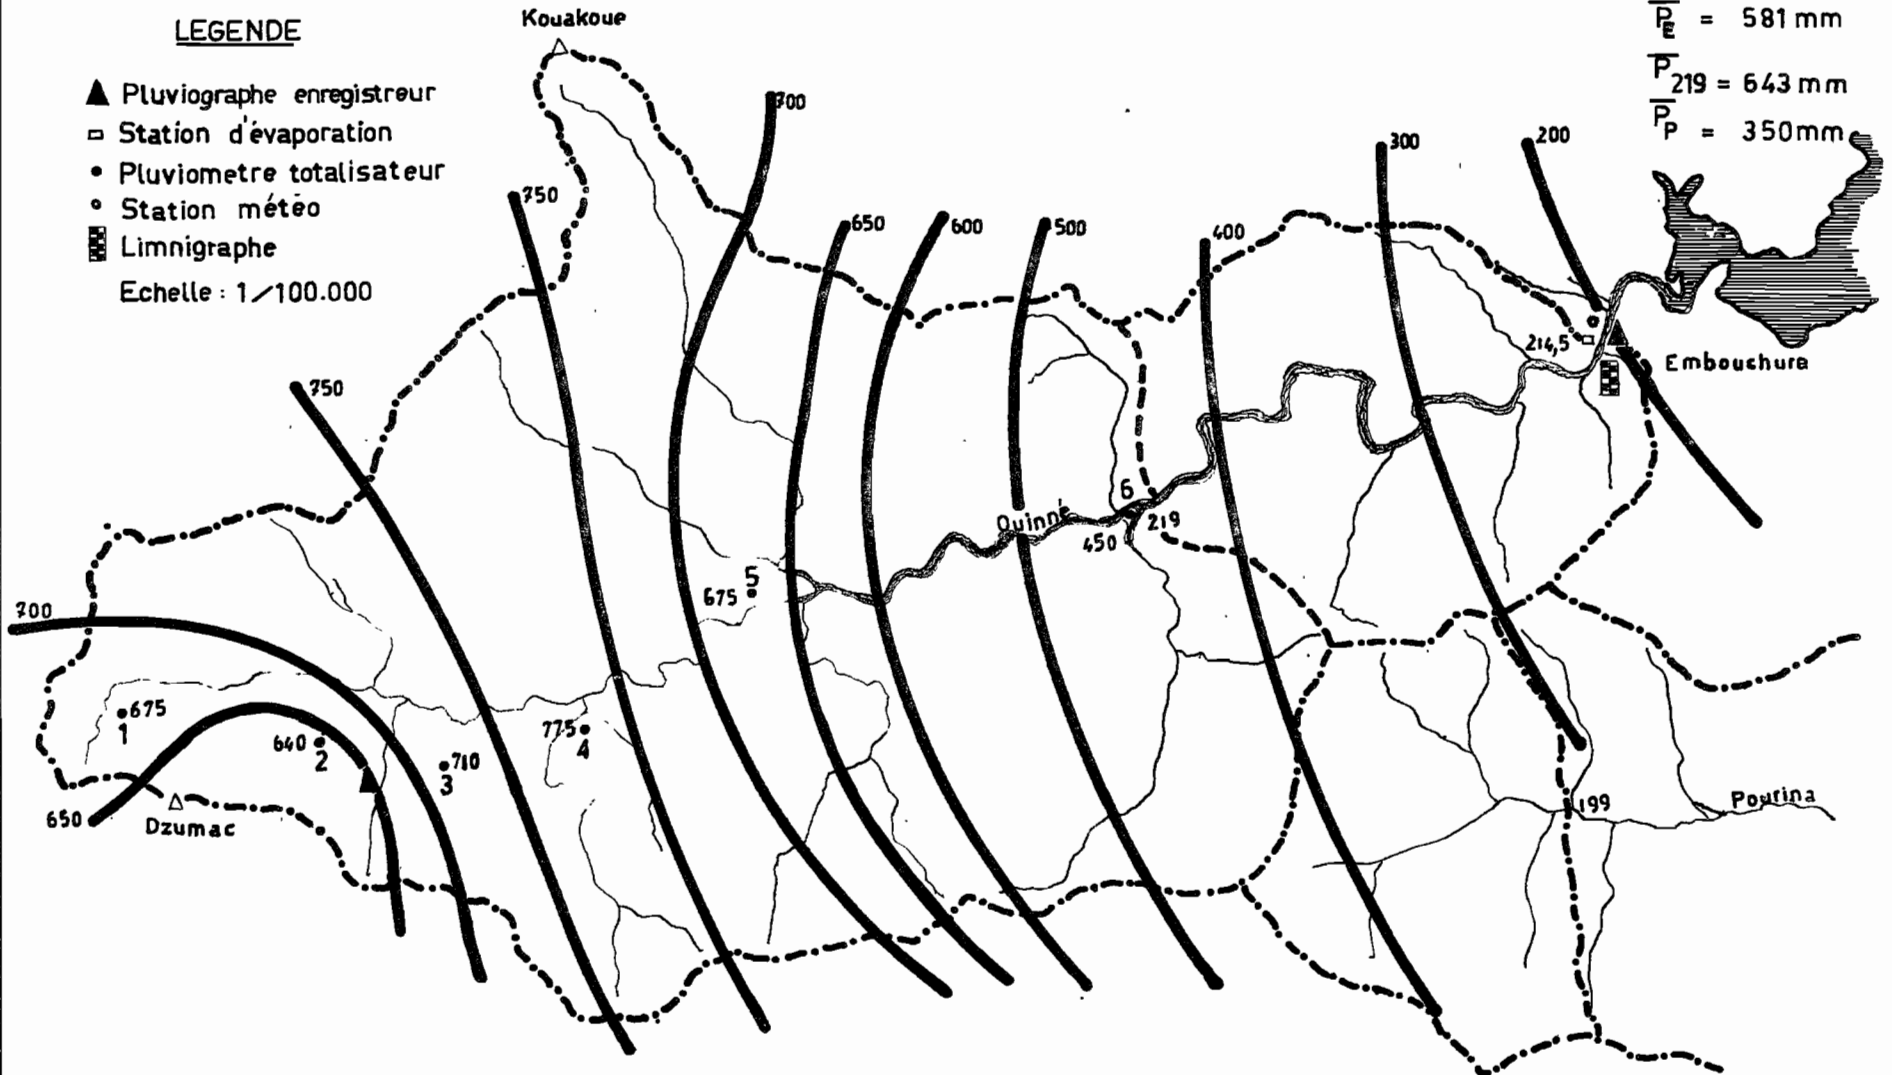 LEGENDE
Pluviographe enregistreur
Station d'évaporation
Pluviometre totalisateur
Station météo
Limnigraphe
Echelle : 1/100.000
Kouakoue
P̅E = 581 mm
P̅219 = 643 mm
P̅P = 350mm
700
750
650
600
500
400
300
200
750
214,5
Embouchure
6
219
450
Ouinné
5
675
700
675
1
640
2
710
3
775
4
650
Dzumac
199
Pourina